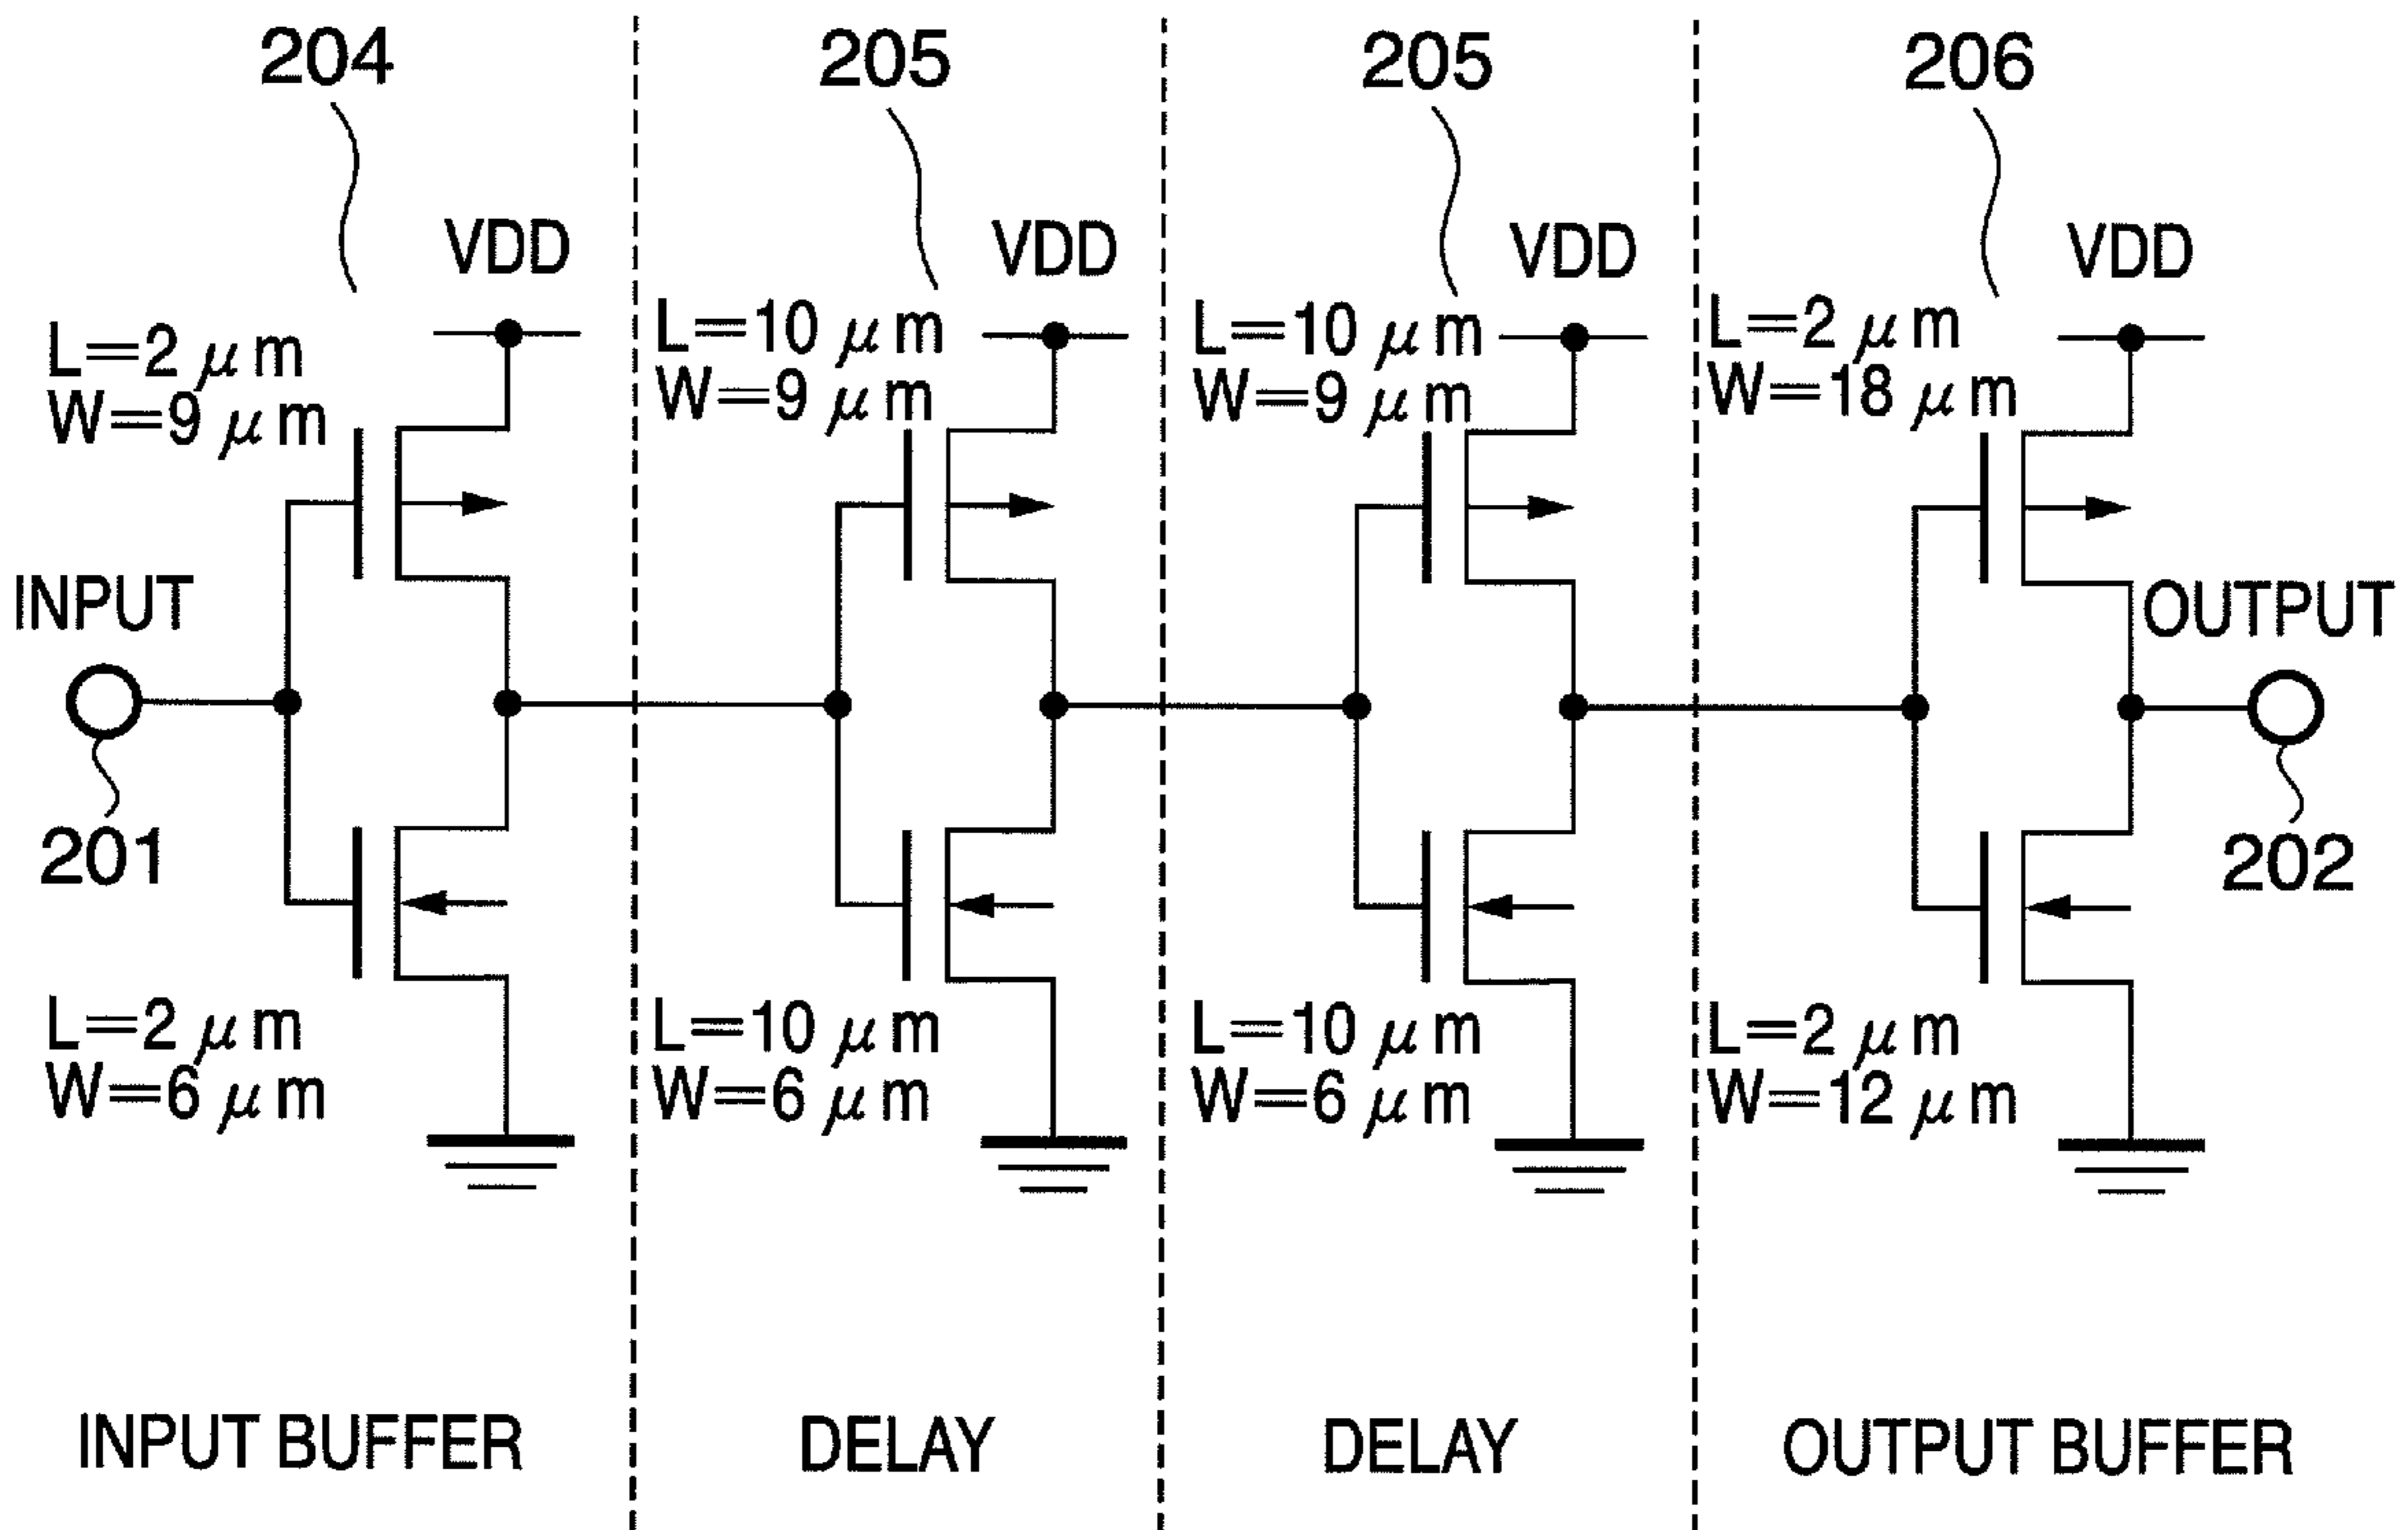 204
205
205
206
VDD
VDD
VDD
VDD
L=2 μm
W=9 μm
L=10 μm
W=9 μm
L=10 μm
W=9 μm
L=2 μm
W=18 μm
INPUT
OUTPUT
201
202
L=2 μm
W=6 μm
L=10 μm
W=6 μm
L=10 μm
W=6 μm
L=2 μm
W=12 μm
INPUT BUFFER
DELAY
DELAY
OUTPUT BUFFER